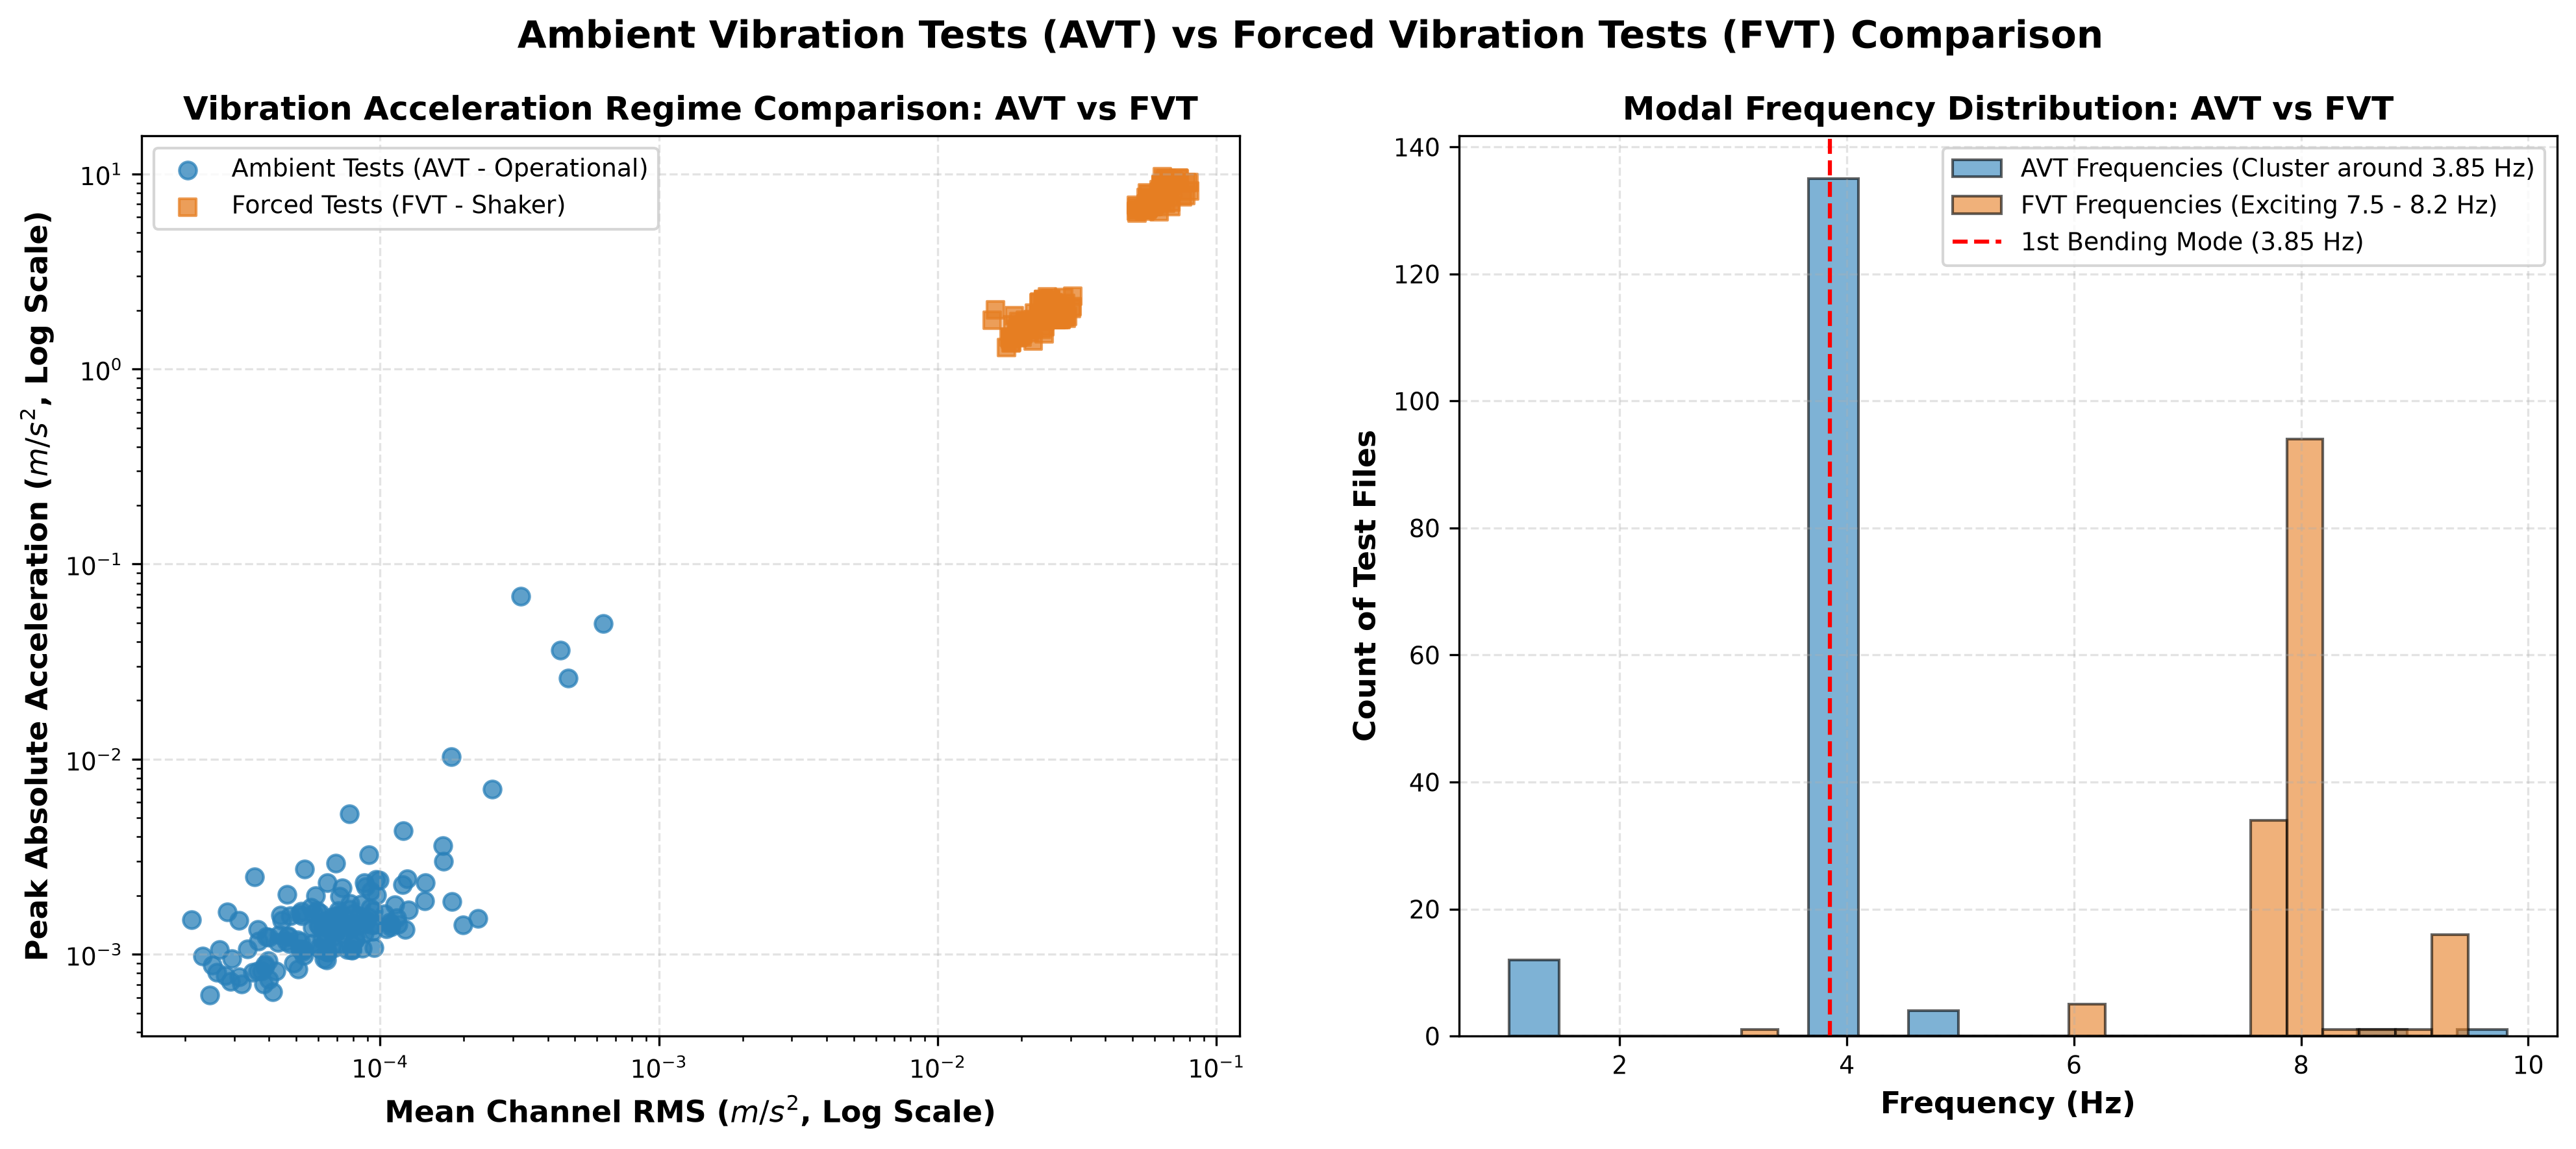 Ambient Vibration Tests (AVT) vs Forced Vibration Tests (FVT) Comparison
Vibration Acceleration Regime Comparison: AVT vs FVT
Ambient Tests (AVT - Operational)
Forced Tests (FVT - Shaker)
Peak Absolute Acceleration (m/s², Log Scale)
10¹
10⁰
10⁻¹
10⁻²
10⁻³
10⁻⁴
10⁻³
10⁻²
10⁻¹
Mean Channel RMS (m/s², Log Scale)
Modal Frequency Distribution: AVT vs FVT
AVT Frequencies (Cluster around 3.85 Hz)
FVT Frequencies (Exciting 7.5 - 8.2 Hz)
1st Bending Mode (3.85 Hz)
Count of Test Files
140
120
100
80
60
40
20
0
2
4
6
8
10
Frequency (Hz)